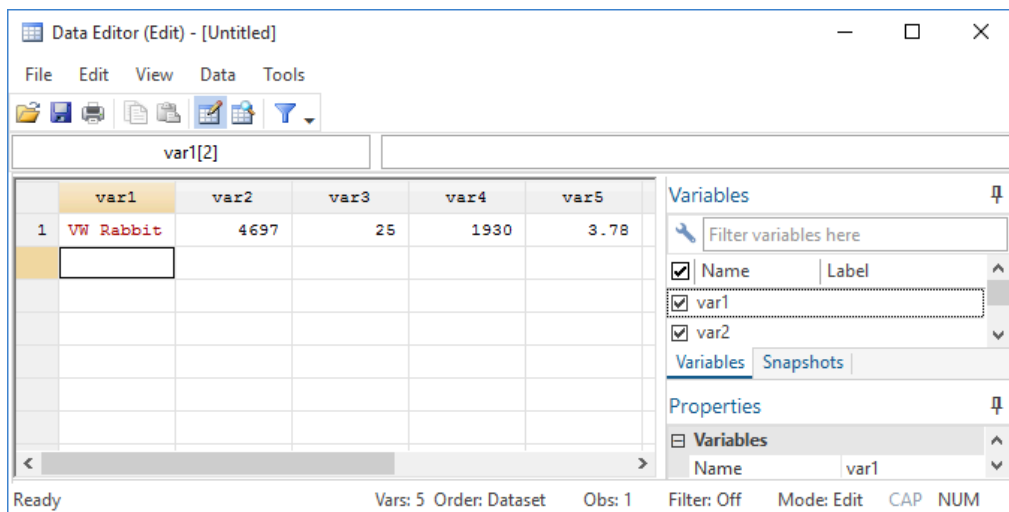 Data Editor (Edit) - [Untitled]
File Edit View Data Tools
var1[2]
var1 var2 var3 var4 var5
1 VW Rabbit 4697 25 1930 3.78
Variables
Filter variables here
Name Label
var1
var2
Variables Snapshots
Properties
Variables
Name var1
Ready Vars: 5 Order: Dataset Obs: 1 Filter: Off Mode: Edit CAP NUM